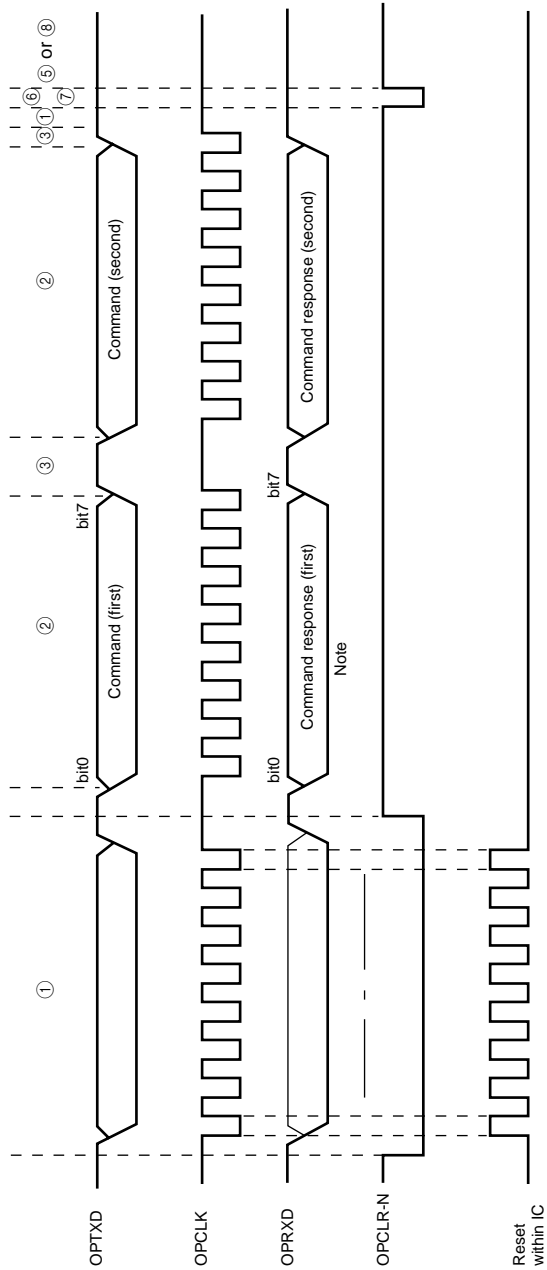 ① ② ③ ② ③ ① ⑥ ⑦ ⑤ or ⑧
OPTXD
bit0
Command (first)
bit7
Command (second)
OPCLK
OPRXD
bit0
Command response (first)
bit7
Command response (second)
Note
OPCLR-N
Reset
within IC